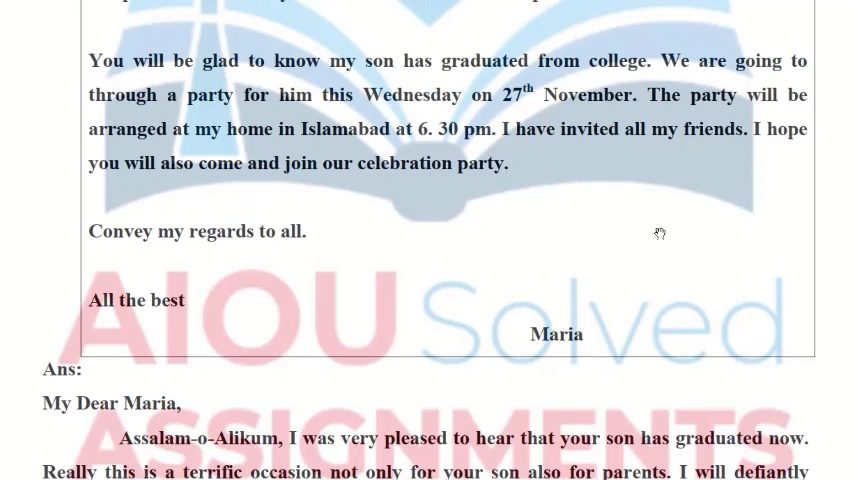 You will be glad to know my son has graduated from college. We are going to
through a party for him this Wednesday on 27th November. The party will be
arranged at my home in Islamabad at 6. 30 pm. I have invited all my friends. I hope
you will also come and join our celebration party.
Convey my regards to all.
All the best
Maria
AIOU Solved
Ans:
My Dear Maria,
ASSIGNMENTS
Assalam-o-Alikum, I was very pleased to hear that your son has graduated now.
Really this is a terrific occasion not only for your son also for parents. I will defiantly